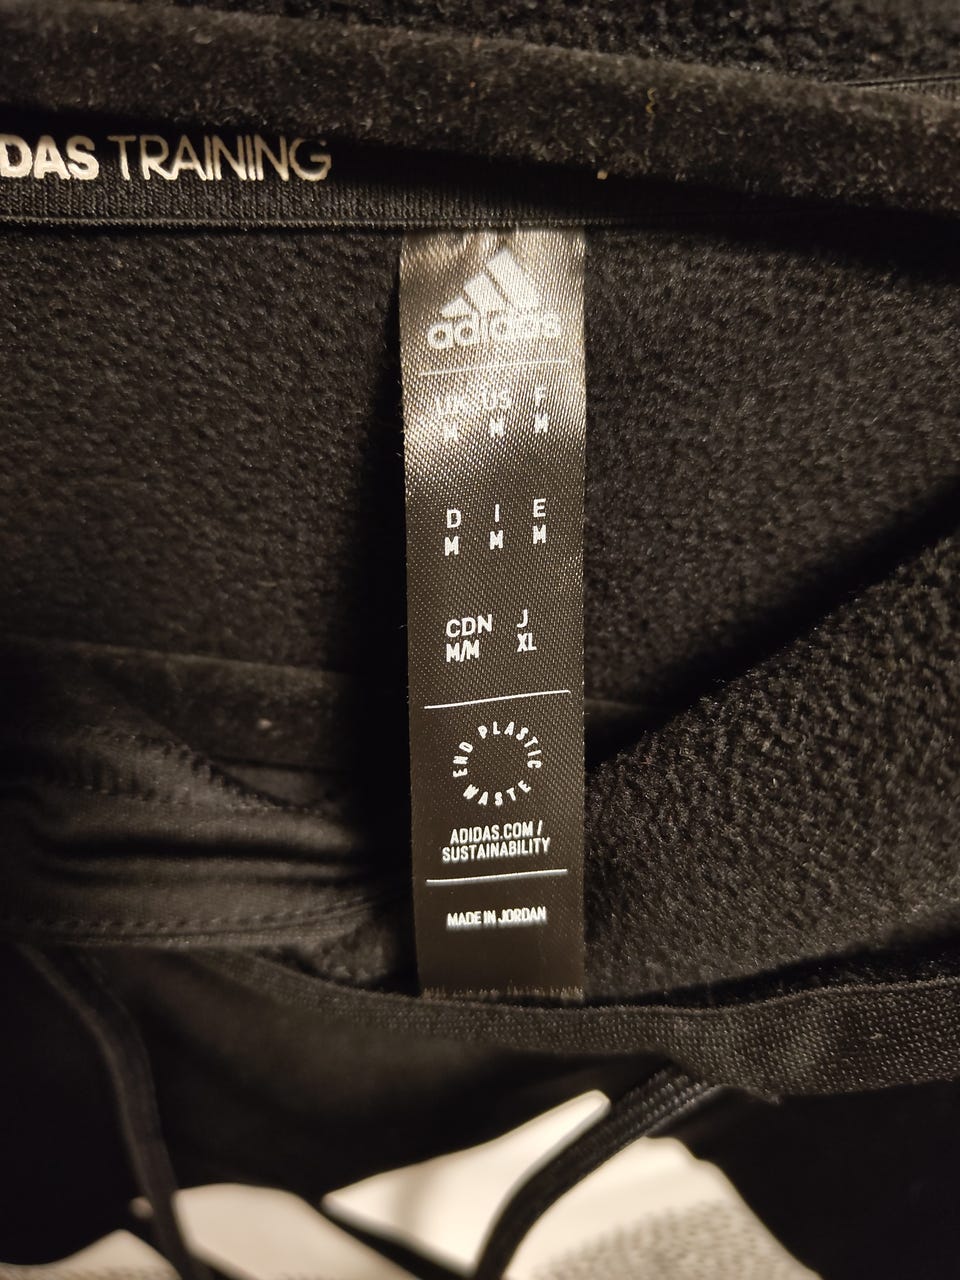 DAS TRAINING
adidas
UK US F
M M M
D I E
M M M
CDN J
M/M XL
END PLASTIC WASTE
ADIDAS.COM /
SUSTAINABILITY
MADE IN JORDAN